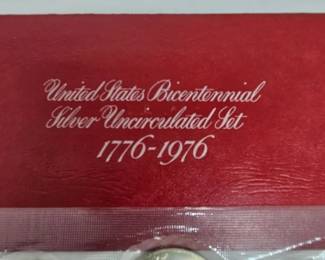 United States Bicentennial
Silver Uncirculated Set
1776-1976